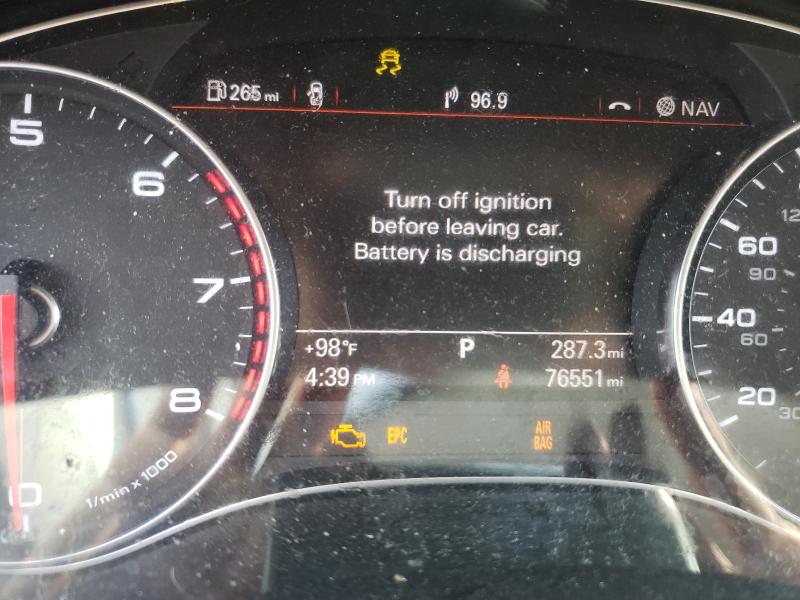 265 mi 96.9 NAV
5
6
7
8
0
1/min x 1000
Turn off ignition
before leaving car.
Battery is discharging
+98°F P 287.3 mi
4:39 PM 76551 mi
EPC AIR
BAG
60
90
40
60
20
30
12